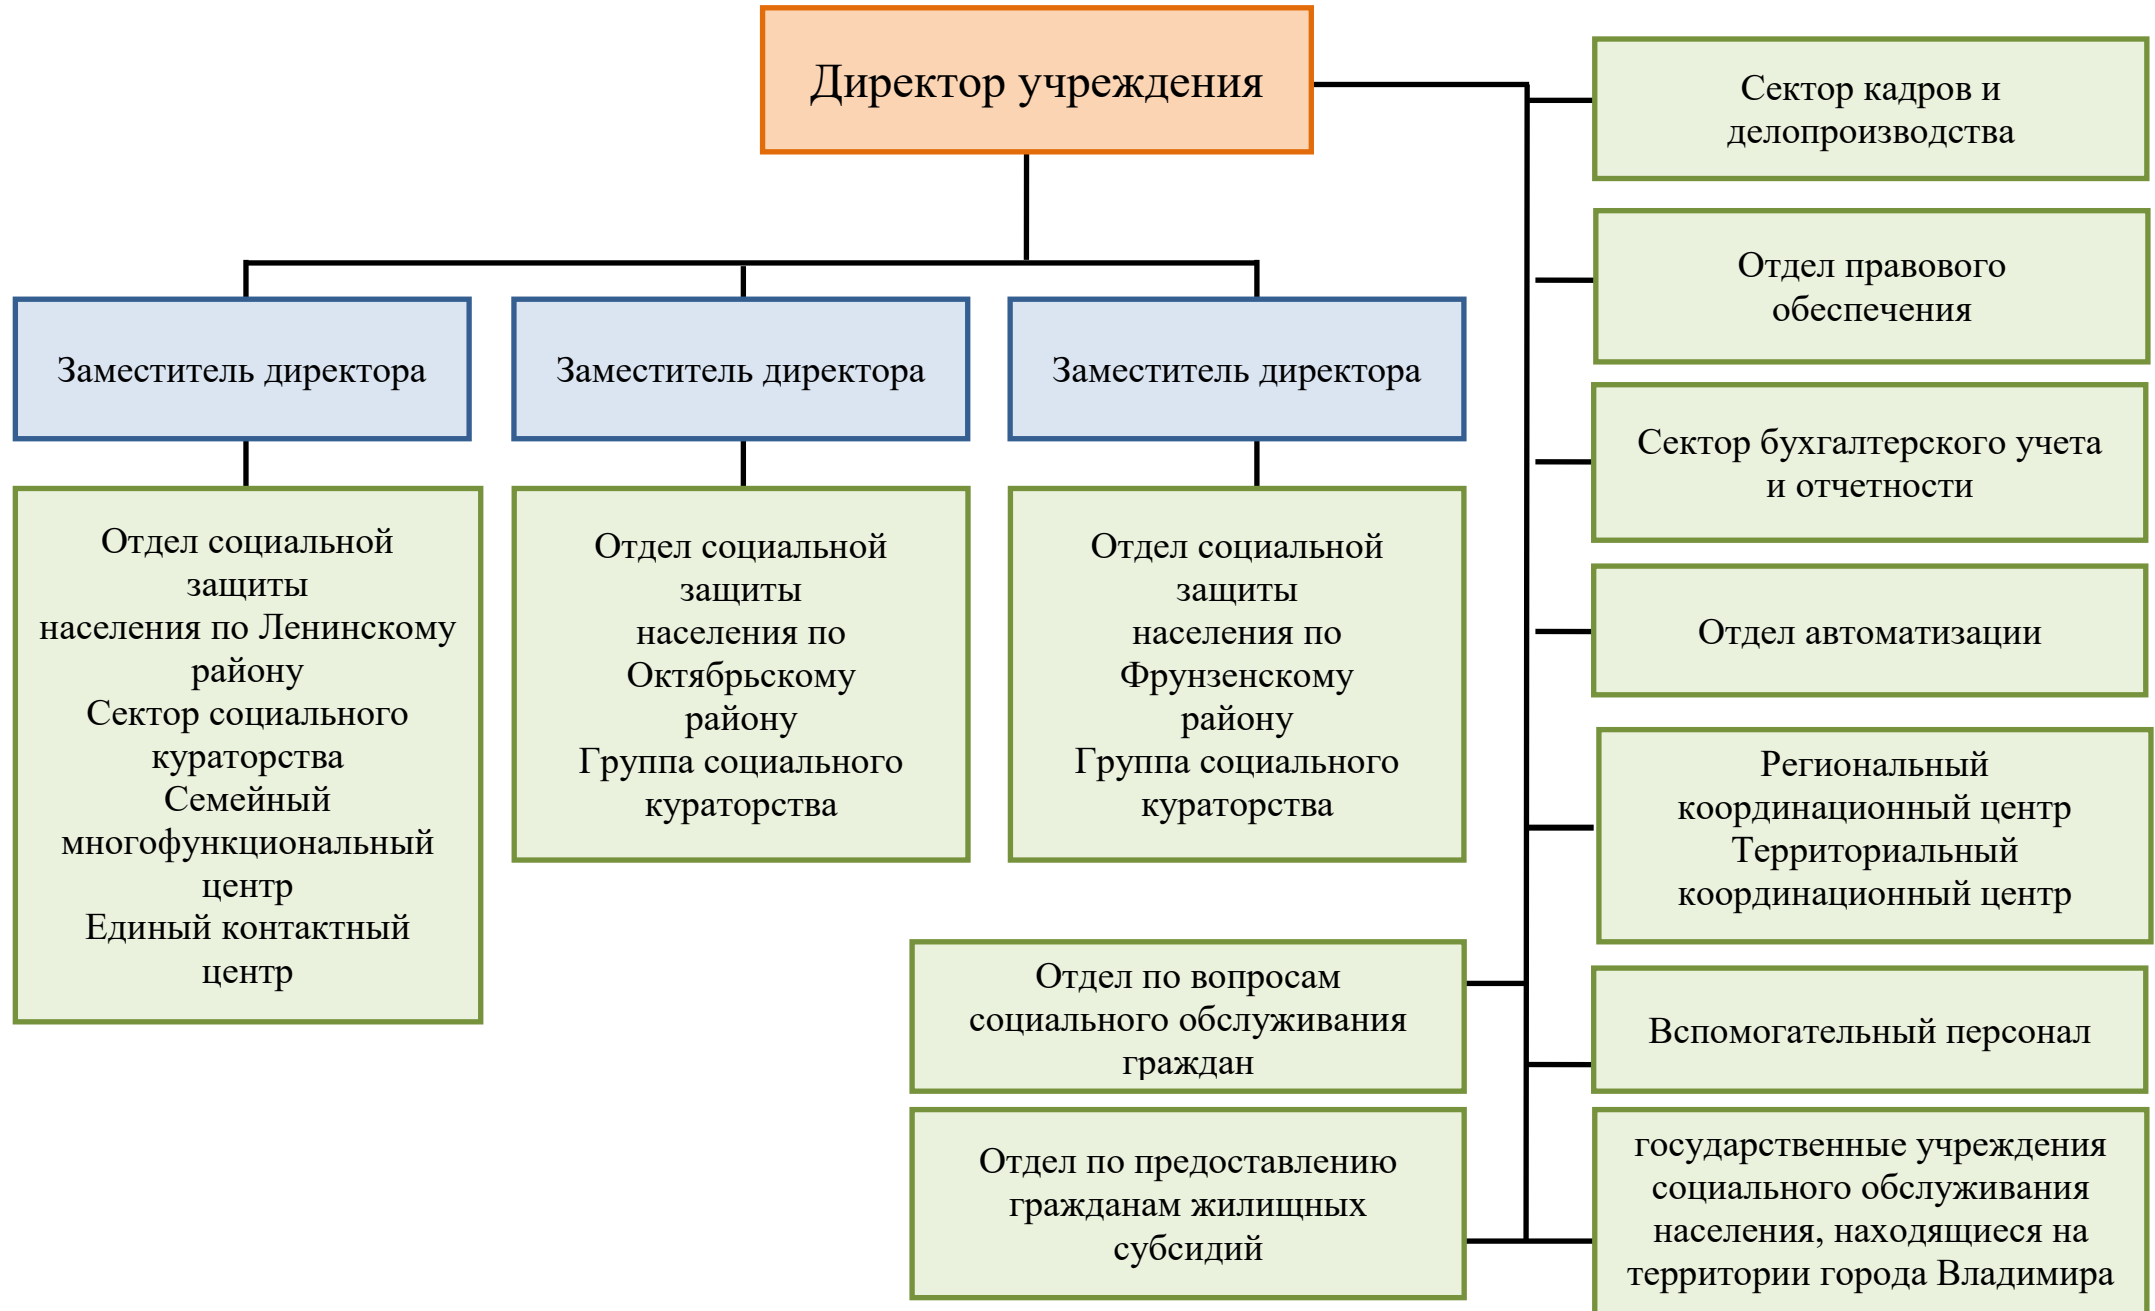 Директор учреждения
Сектор кадров и
делопроизводства
Отдел правового
обеспечения
Заместитель директора
Заместитель директора
Заместитель директора
Сектор бухгалтерского учета
и отчетности
Отдел социальной
защиты
населения по Ленинскому
району
Сектор социального
кураторства
Семейный
многофункциональный
центр
Единый контактный
центр
Отдел социальной
защиты
населения по
Октябрьскому
району
Группа социального
кураторства
Отдел социальной
защиты
населения по
Фрунзенскому
району
Группа социального
кураторства
Отдел автоматизации
Региональный
координационный центр
Территориальный
координационный центр
Отдел по вопросам
социального обслуживания
граждан
Вспомогательный персонал
Отдел по предоставлению
гражданам жилищных
субсидий
государственные учреждения
социального обслуживания
населения, находящиеся на
территории города Владимира